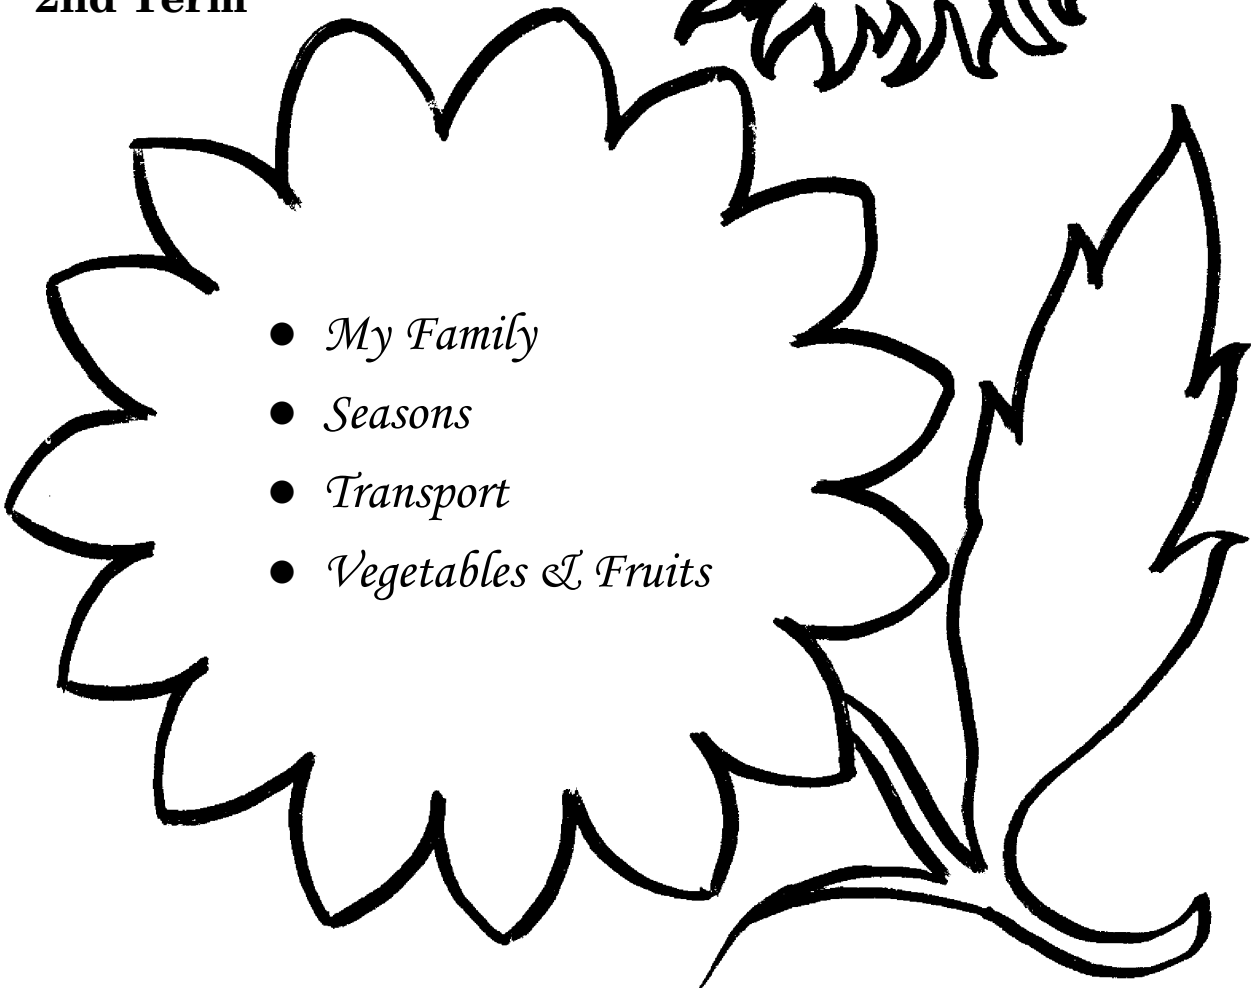 2nd Term
• My Family
• Seasons
• Transport
• Vegetables & Fruits